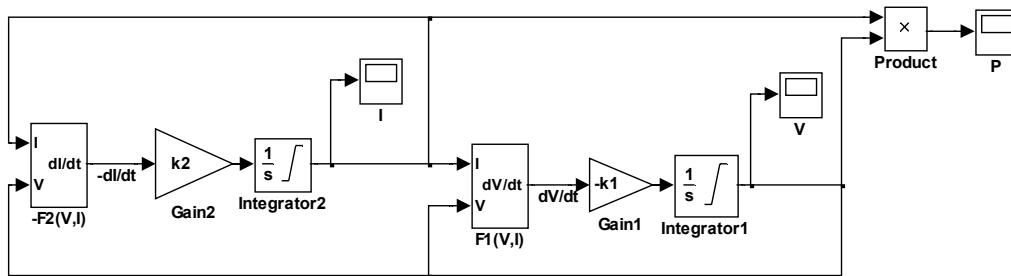 ×
Product
P
I
V
I
V
dI/dt
-F2(V,I)
-dI/dt
k2
Gain2
1
s
Integrator2
I
V
dV/dt
F1(V,I)
dV/dt
-k1
Gain1
1
s
Integrator1